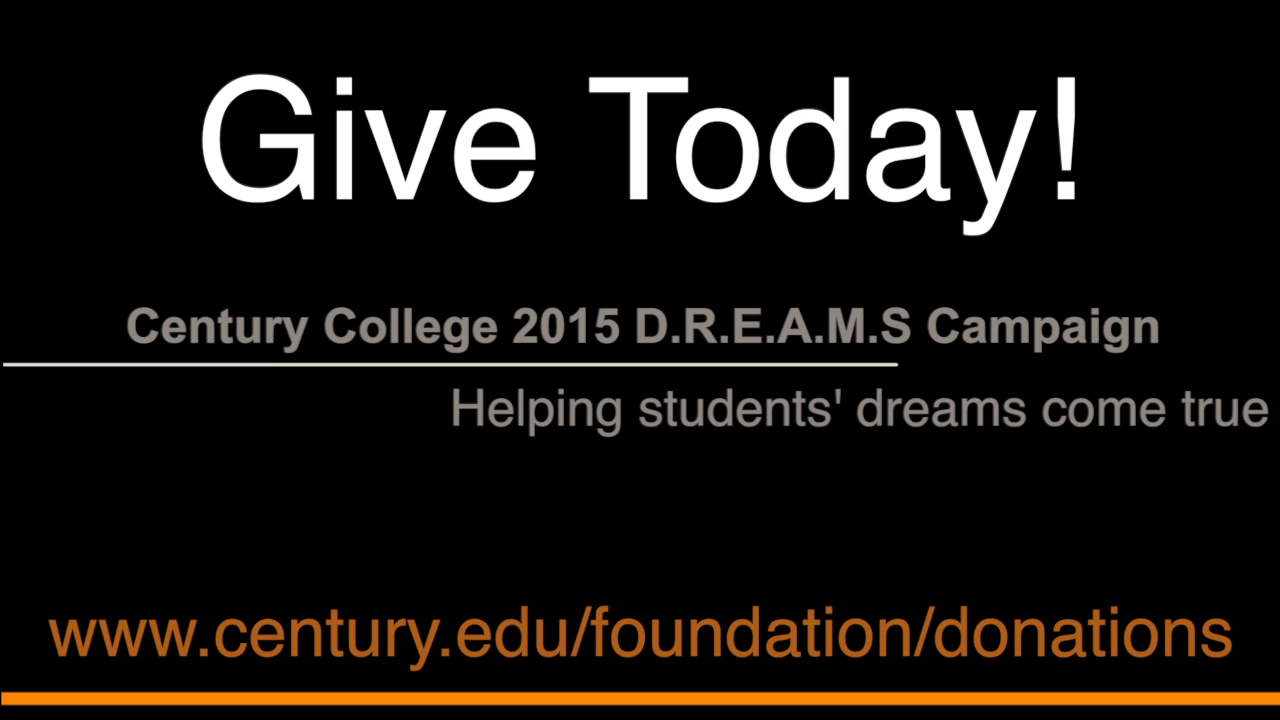 Give Today!
Century College 2015 D.R.E.A.M.S Campaign
Helping students' dreams come true
www.century.edu/foundation/donations